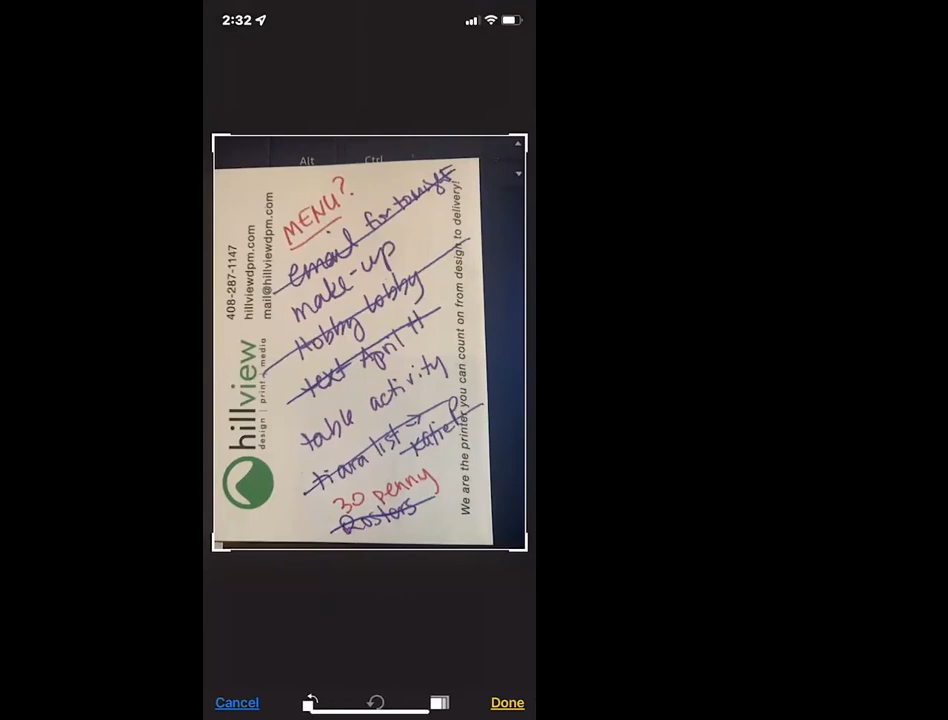 2:32
Alt Ctrl
408-287-1147
hillviewdpm.com
mail@hillviewdpm.com
hillview
design | print + media
MENU?
email for tonight
make-up
Hobby Lobby
text April H
table activity
tiara list →
Katie P
30 penny
Rosters
We are the printer you can count on from design to delivery!
Cancel
Done